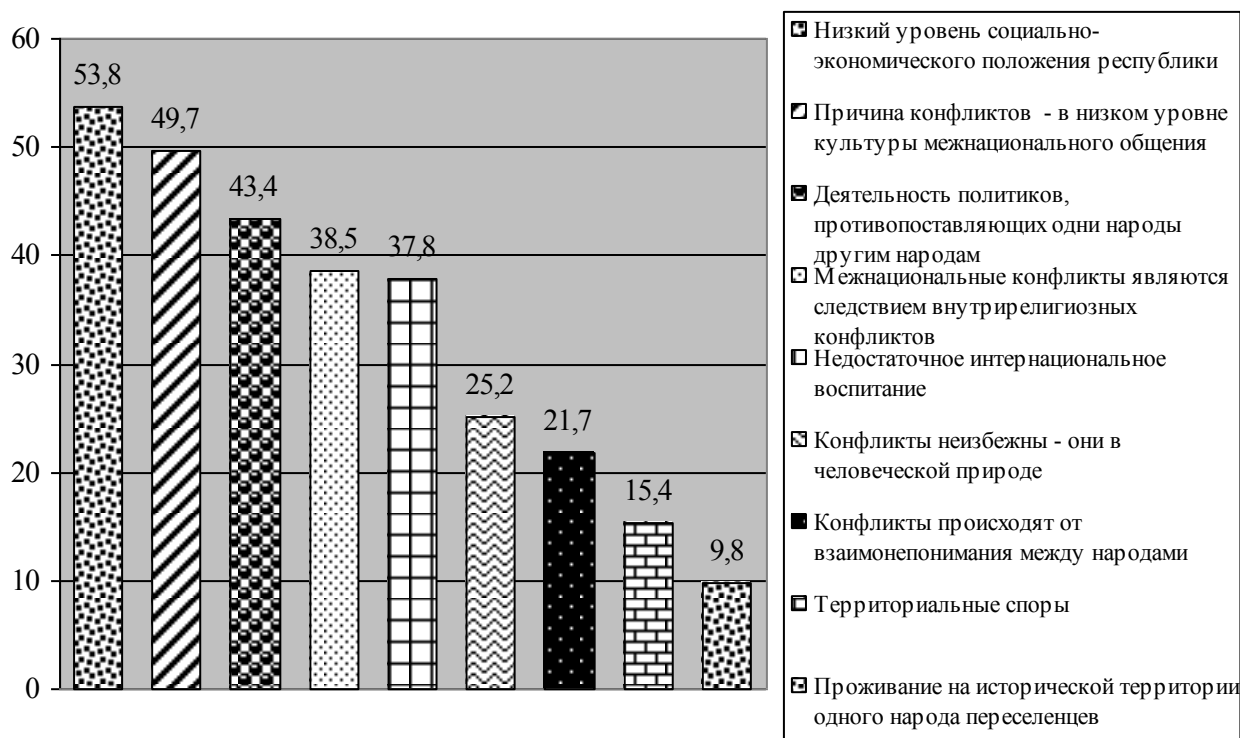 60
50
40
30
20
10
0
53,8
49,7
43,4
38,5
37,8
25,2
21,7
15,4
9,8
Низкий уровень социально-
экономического положения республики
Причина конфликтов - в низком уровне
культуры межнационального общения
Деятельность политиков,
противопоставляющих одни народы
другим народам
Межнациональные конфликты являются
следствием внутрирелигиозных
конфликтов
Недостаточное интернациональное
воспитание
Конфликты неизбежны - они в
человеческой природе
Конфликты происходят от
взаимонепонимания между народами
Территориальные споры
Проживание на исторической территории
одного народа переселенцев